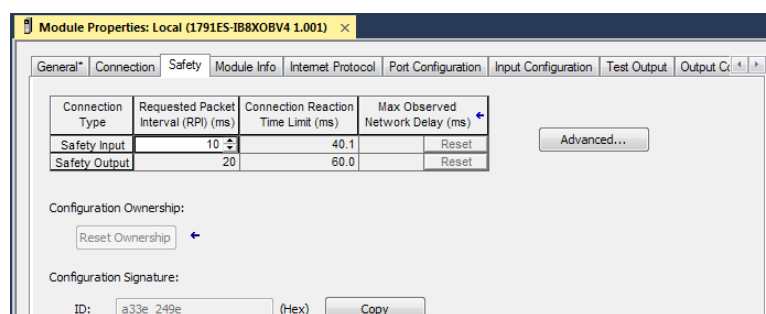 Module Properties: Local (1791ES-IB8XOBV4 1.001) ×
General* Connection Safety Module Info Internet Protocol Port Configuration Input Configuration Test Output Output Co
Connection Type Requested Packet Interval (RPI) (ms) Connection Reaction Time Limit (ms) Max Observed Network Delay (ms)
Safety Input 10 40.1 Reset
Safety Output 20 60.0 Reset
Advanced...
Configuration Ownership:
Reset Ownership
Configuration Signature:
ID: a33e_249e (Hex) Copy